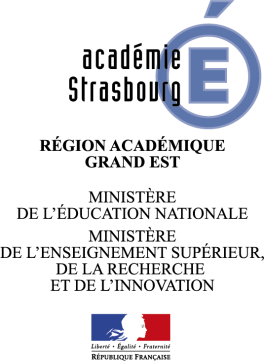 académie
Strasbourg
É
RÉGION ACADÉMIQUE
GRAND EST
MINISTÈRE
DE L’ÉDUCATION NATIONALE
MINISTÈRE
DE L’ENSEIGNEMENT SUPÉRIEUR,
DE LA RECHERCHE
ET DE L’INNOVATION
Liberté • Égalité • Fraternité
RÉPUBLIQUE FRANÇAISE